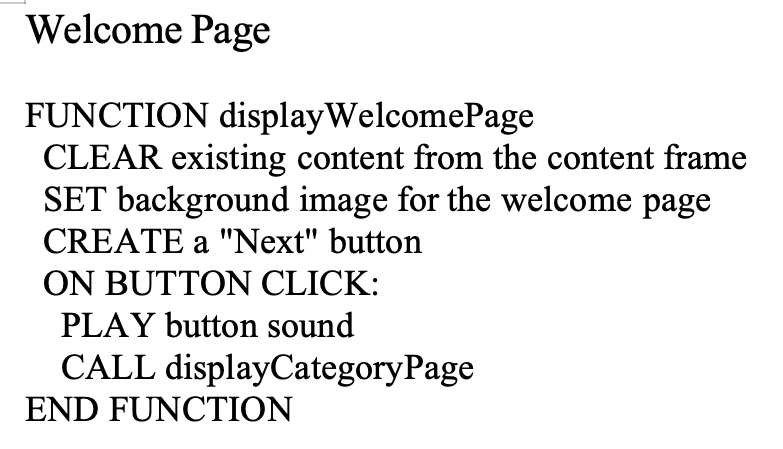 Welcome Page
FUNCTION displayWelcomePage
CLEAR existing content from the content frame
SET background image for the welcome page
CREATE a "Next" button
ON BUTTON CLICK:
PLAY button sound
CALL displayCategoryPage
END FUNCTION